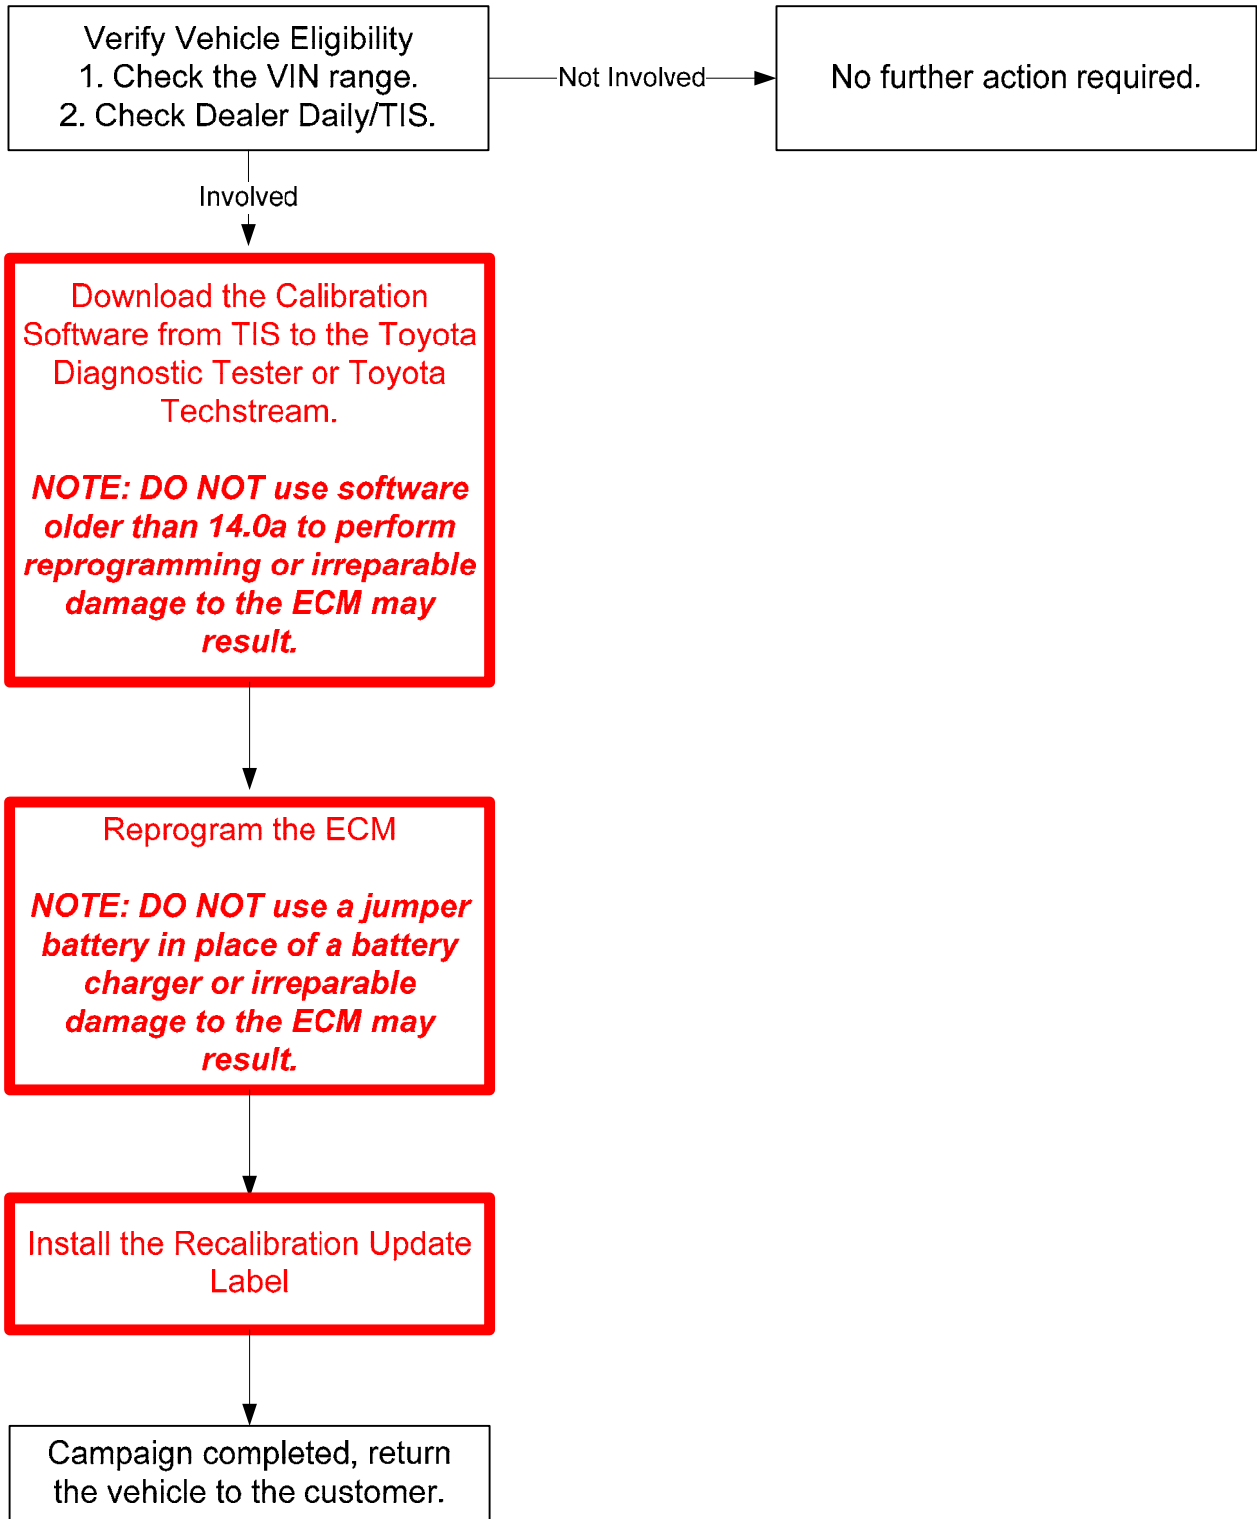 Verify Vehicle Eligibility
1. Check the VIN range.
2. Check Dealer Daily/TIS.
Not Involved
No further action required.
Involved
Download the Calibration
Software from TIS to the Toyota
Diagnostic Tester or Toyota
Techstream.
NOTE: DO NOT use software
older than 14.0a to perform
reprogramming or irreparable
damage to the ECM may
result.
Reprogram the ECM
NOTE: DO NOT use a jumper
battery in place of a battery
charger or irreparable
damage to the ECM may
result.
Install the Recalibration Update
Label
Campaign completed, return
the vehicle to the customer.